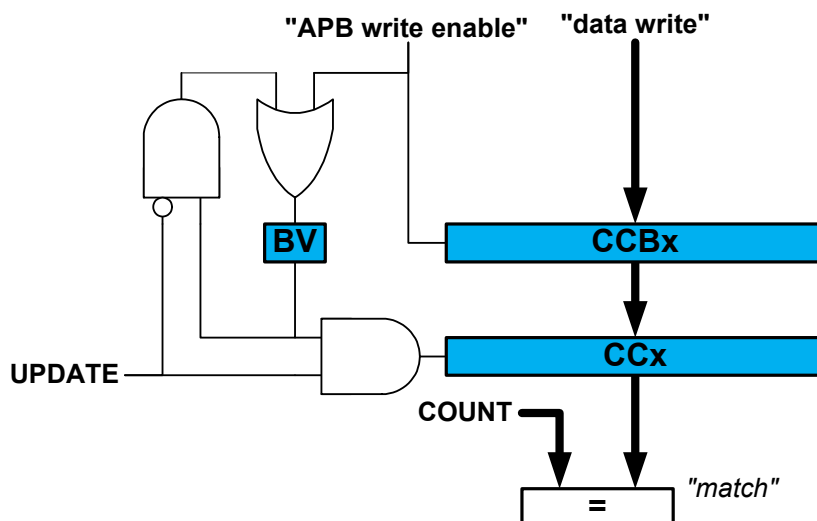 "APB write enable"
"data write"
BV
CCBx
CCx
UPDATE
COUNT
"match"
=